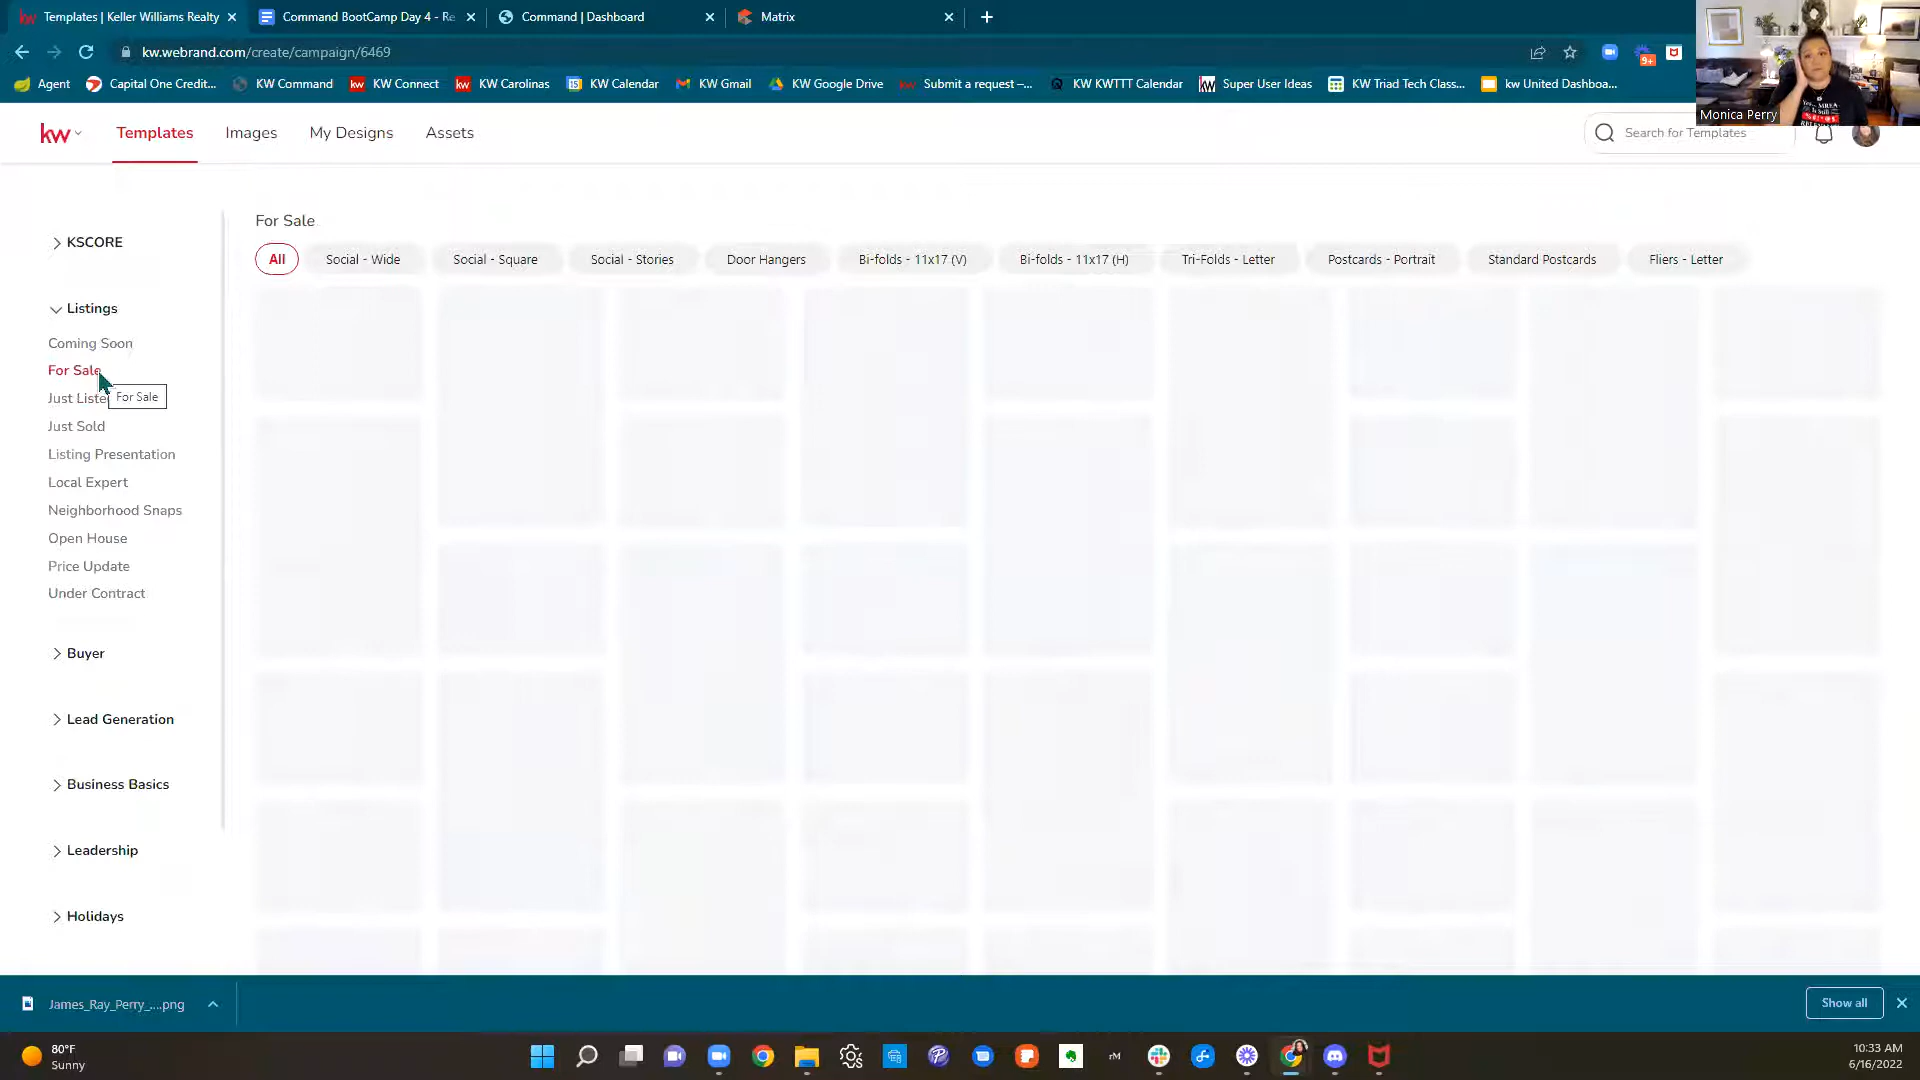 Templates | Keller Williams Realty
Command BootCamp Day 4 - Re
Command | Dashboard
Matrix
kw.webrand.com/create/campaign/6469
Agent
Capital One Credit...
KW Command
KW Connect
KW Carolinas
KW Calendar
KW Gmail
KW Google Drive
Submit a request –...
KW KWTTT Calendar
Super User Ideas
KW Triad Tech Class...
kw United Dashboa...
9+
Monica Perry
kw
Templates
Images
My Designs
Assets
Search for Templates
KSCORE
Listings
Coming Soon
For Sale
Just Liste
For Sale
Just Sold
Listing Presentation
Local Expert
Neighborhood Snaps
Open House
Price Update
Under Contract
Buyer
Lead Generation
Business Basics
Leadership
Holidays
For Sale
All
Social - Wide
Social - Square
Social - Stories
Door Hangers
Bi-folds - 11x17 (V)
Bi-folds - 11x17 (H)
Tri-Folds - Letter
Postcards - Portrait
Standard Postcards
Fliers - Letter
James_Ray_Perry_....png
Show all
80°F
Sunny
rM
10:33 AM
6/16/2022